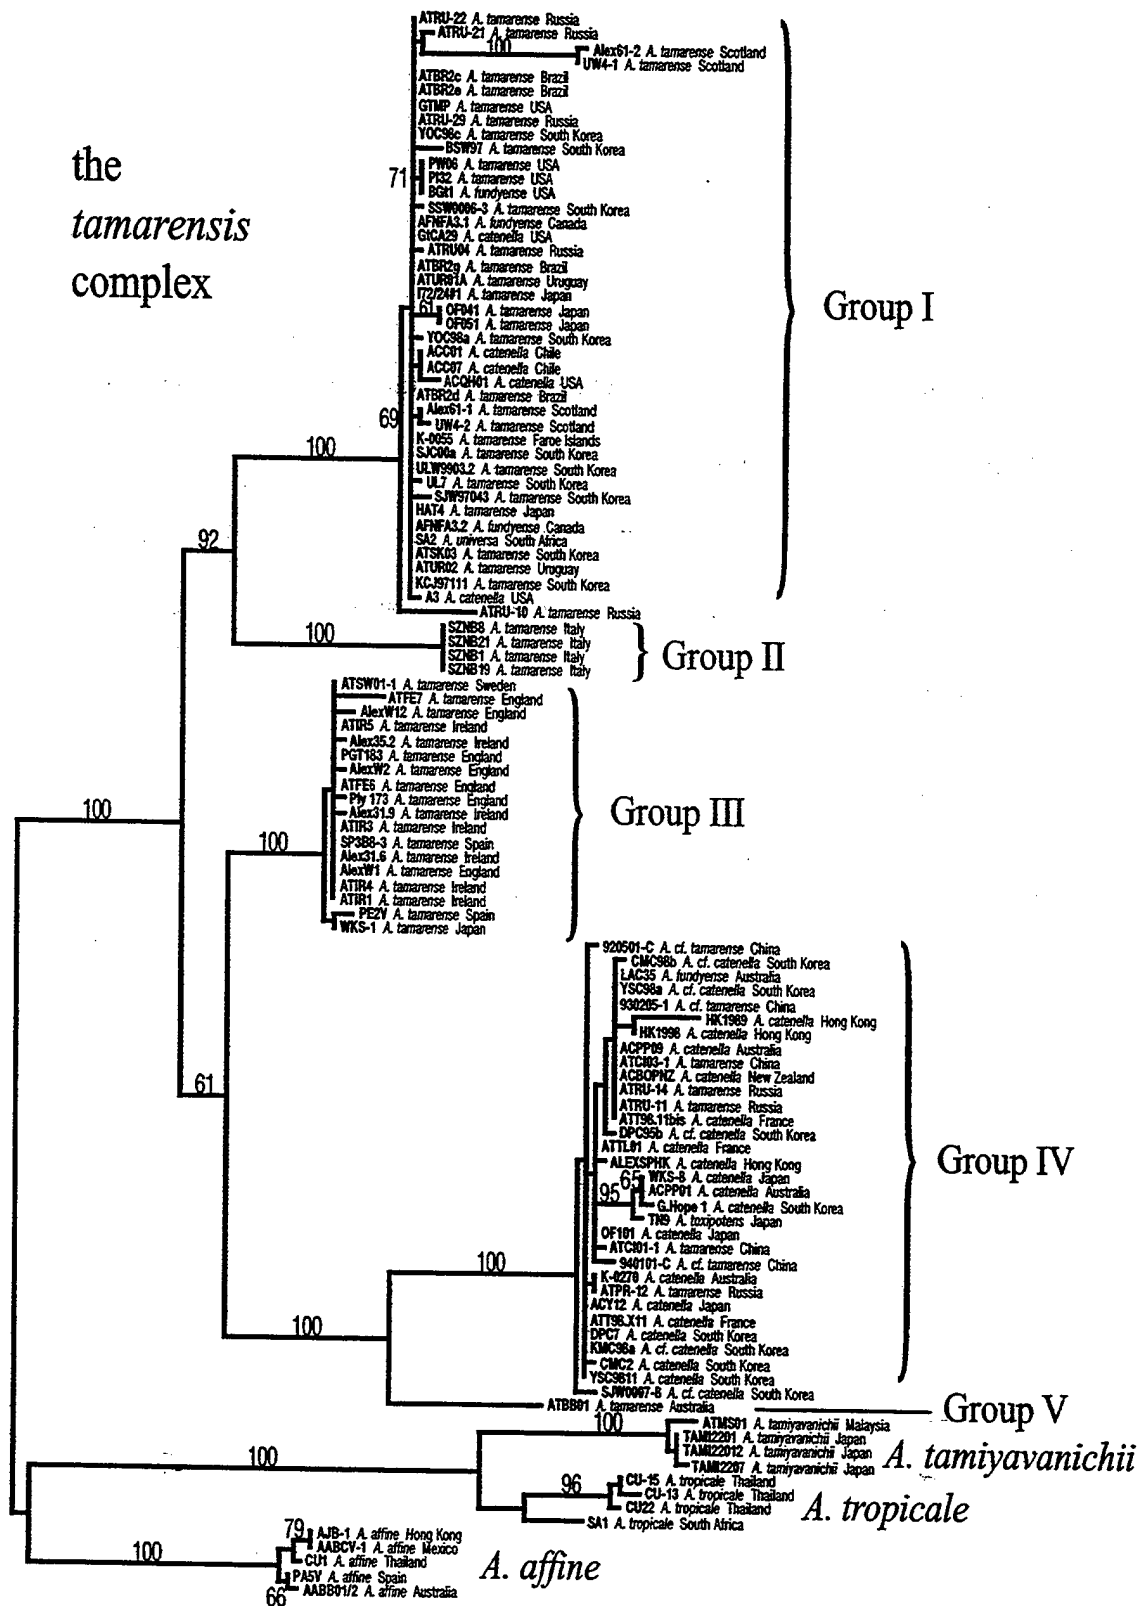 ATRU-22 A. tamarense Russia
ATRU-21 A. tamarense Russia
100
Alex61-2 A. tamarense Scotland
UW4-1 A. tamarense Scotland
ATBR2c A. tamarense Brazil
ATBR2e A. tamarense Brazil
GTMP A. tamarense USA
ATRU-29 A. tamarense Russia
YOC98c A. tamarense South Korea
BSW97 A. tamarense South Korea
the
tamarensis
complex
71
PW06 A. tamarense USA
PI32 A. tamarense USA
BGt1 A. fundyense USA
SSW0006-3 A. tamarense South Korea
AFNFA3.1 A. fundyense Canada
GtCA29 A. catenella USA
ATRU04 A. tamarense Russia
ATBR2g A. tamarense Brazil
ATUR01A A. tamarense Uruguay
I72/24#1 A. tamarense Japan
61
OF041 A. tamarense Japan
OF051 A. tamarense Japan
Group I
YOC98a A. tamarense South Korea
ACC01 A. catenella Chile
ACC07 A. catenella Chile
ACQH01 A. catenella USA
ATBR2d A. tamarense Brazil
Alex61-1 A. tamarense Scotland
69
UW4-2 A. tamarense Scotland
K-0055 A. tamarense Faroe Islands
100
SJC00a A. tamarense South Korea
ULW9903.2 A. tamarense South Korea
UL7 A. tamarense South Korea
SJW97043 A. tamarense South Korea
HAT4 A. tamarense Japan
AFNFA3.2 A. fundyense Canada
92
SA2 A. universa South Africa
ATSK03 A. tamarense South Korea
ATUR02 A. tamarense Uruguay
KCJ97111 A. tamarense South Korea
A3 A. catenella USA
ATRU-10 A. tamarense Russia
100
SZNB8 A. tamarense Italy
SZNB21 A. tamarense Italy
SZNB1 A. tamarense Italy
SZNB19 A. tamarense Italy
Group II
ATSW01-1 A. tamarense Sweden
ATFE7 A. tamarense England
AlexW12 A. tamarense England
ATIR5 A. tamarense Ireland
Alex35.2 A. tamarense Ireland
PGT183 A. tamarense England
AlexW2 A. tamarense England
ATFE6 A. tamarense England
Ply 173 A. tamarense England
100
Alex31.9 A. tamarense Ireland
Group III
ATIR3 A. tamarense Ireland
100
SP3B8-3 A. tamarense Spain
Alex31.6 A. tamarense Ireland
AlexW1 A. tamarense England
ATIR4 A. tamarense Ireland
ATIR1 A. tamarense Ireland
PE2V A. tamarense Spain
WKS-1 A. tamarense Japan
920501-C A. cf. tamarense China
CMC98b A. cf. catenella South Korea
LAC35 A. fundyense Australia
YSC98a A. cf. catenella South Korea
930205-1 A. cf. tamarense China
HK1989 A. catenella Hong Kong
HK1998 A. catenella Hong Kong
ACPP09 A. catenella Australia
ATCI03-1 A. tamarense China
ACBOPNZ A. catenella New Zealand
61
ATRU-14 A. tamarense Russia
ATRU-11 A. tamarense Russia
ATT98.11bis A. catenella France
DPC95b A. cf. catenella South Korea
ATTL01 A. catenella France
ALEXSPHK A. catenella Hong Kong
Group IV
65
WKS-8 A. catenella Japan
95
ACPP01 A. catenella Australia
G.Hope 1 A. catenella South Korea
TN9 A. toxipotens Japan
OF101 A. catenella Japan
ATCI01-1 A. tamarense China
100
940101-C A. cf. tamarense China
K-0270 A. catenella Australia
ATPR-12 A. tamarense Russia
ACY12 A. catenella Japan
ATT98.X11 A. catenella France
100
DPC7 A. catenella South Korea
KMC98a A. cf. catenella South Korea
CMC2 A. catenella South Korea
YSC9811 A. catenella South Korea
SJW0007-B A. cf. catenella South Korea
ATBB01 A. tamarense Australia
Group V
100
ATMS01 A. tamiyavanichii Malaysia
TAMI2201 A. tamiyavanichii Japan
TAMI22012 A. tamiyavanichii Japan
TAMI2207 A. tamiyavanichii Japan
A. tamiyavanichii
100
96
CU-15 A. tropicale Thailand
CU-13 A. tropicale Thailand
CU22 A. tropicale Thailand
A. tropicale
SA1 A. tropicale South Africa
79
AJB-1 A. affine Hong Kong
AABCV-1 A. affine Mexico
100
CU1 A. affine Thailand
A. affine
PA5V A. affine Spain
66
AABB01/2 A. affine Australia